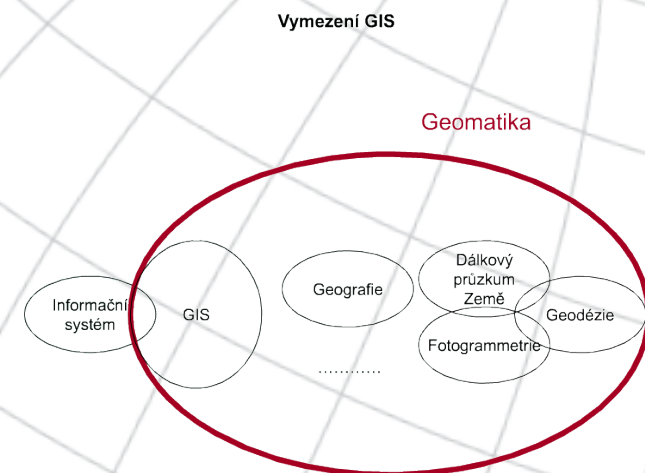 Vymezení GIS
Geomatika
Informační
systém
GIS
Geografie
............
Dálkový
průzkum
Země
Fotogrammetrie
Geodézie